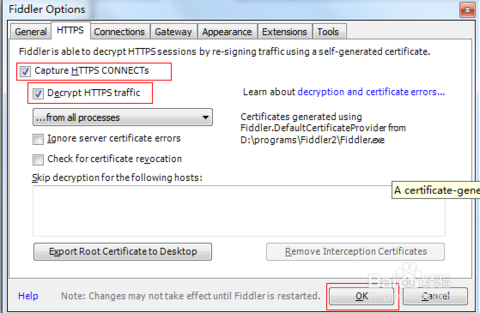 Fiddler Options
General HTTPS Connections Gateway Appearance Extensions Tools
Fiddler is able to decrypt HTTPS sessions by re-signing traffic using a self-generated certificate.
Capture HTTPS CONNECTs
Decrypt HTTPS traffic
Learn about decryption and certificate errors...
...from all processes
Certificates generated using
Fiddler.DefaultCertificateProvider from
D:\programs\Fiddler2\Fiddler.exe
Ignore server certificate errors
Check for certificate revocation
Skip decryption for the following hosts:
A certificate-gene
Export Root Certificate to Desktop
Remove Interception Certificates
Help
Note: Changes may not take effect until Fiddler is restarted.
OK
Cancel